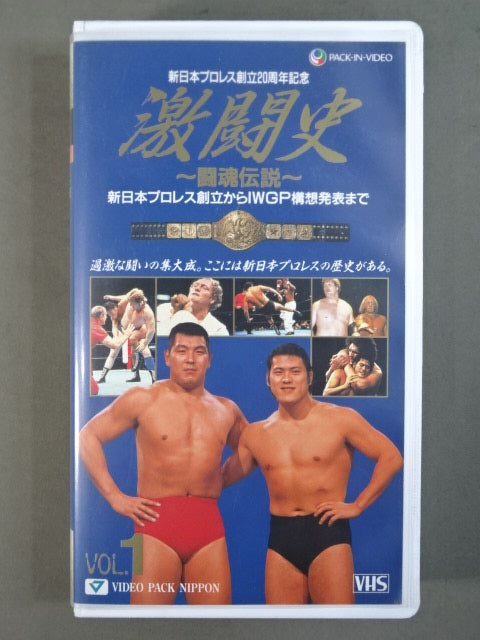 PACK-IN-VIDEO
新日本プロレス創立20周年記念
激闘史
〜闘魂伝説〜
新日本プロレス創立からIWGP構想発表まで
過激な闘いの集大成。ここには新日本プロレスの歴史がある。
VOL.1
VIDEO PACK NIPPON
VHS